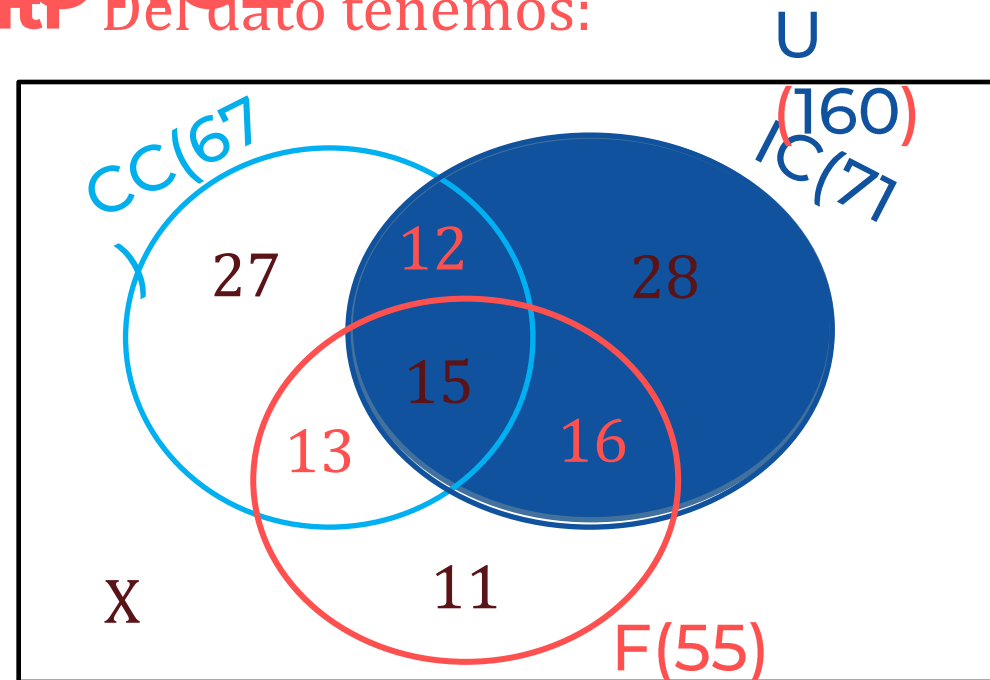 Del dato tenemos:
U
(160)
CC(67
)
IC(71
27
12
28
15
13
16
11
X
F(55)